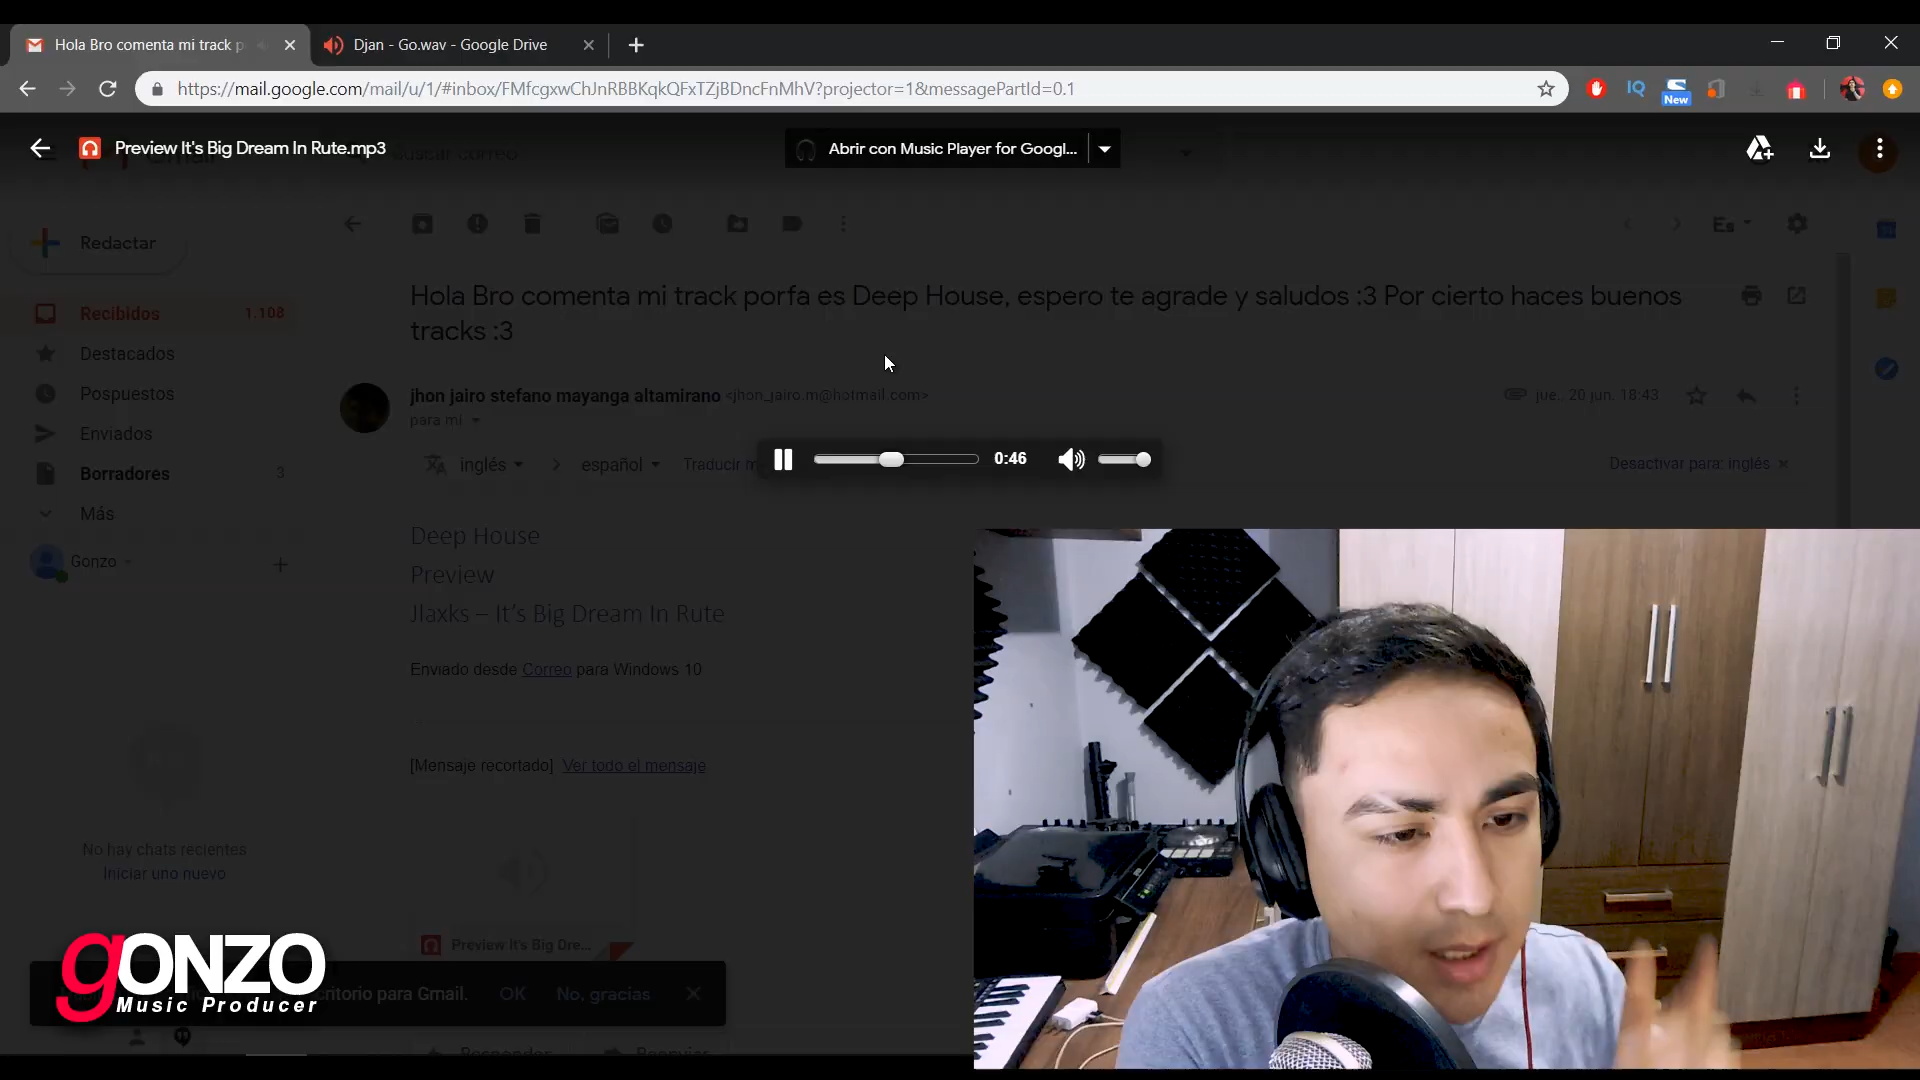 Hola Bro comenta mi track p
Djan - Go.wav - Google Drive
https://mail.google.com/mail/u/1/#inbox/FMfcgxwChJnRBBKqkQFxTZjBDncFnMhV?projector=1&messagePartId=0.1
IQ
New
Preview It's Big Dream In Rute.mp3
Abrir con Music Player for Googl...
Redactar
Es
Hola Bro comenta mi track porfa es Deep House, espero te agrade y saludos :3 Por cierto haces buenos
tracks :3
Recibidos 1.108
Destacados
Pospuestos
Enviados
Borradores 3
Más
Gonzo
jhon jairo stefano mayanga altamirano <jhon_jairo.m@hotmail.com>
jue., 20 jun. 18:43
para mí
inglés > español Traducir m
0:46
Desactivar para: inglés
Deep House
Preview
Jlaxks – It's Big Dream In Rute
Enviado desde Correo para Windows 10
[Mensaje recortado] Ver todo el mensaje
No hay chats recientes
Iniciar uno nuevo
Preview It's Big Dre...
gONZO
Music Producer
critorio para Gmail. OK No, gracias
Responder Reenviar